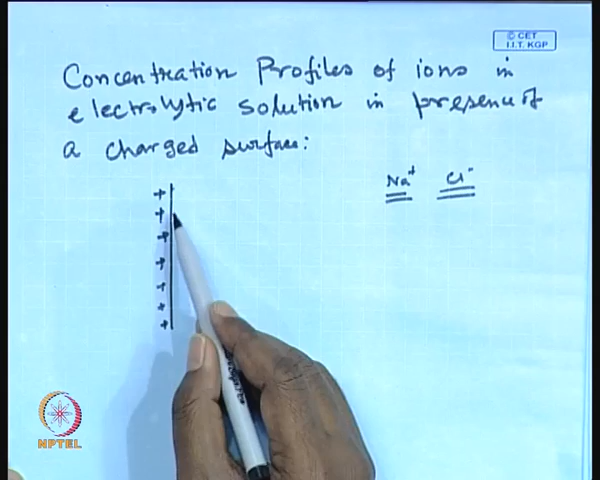 © CET
I.I.T. KGP
Concentration Profiles of ions in
electrolytic solution in presence of
a charged surface:
Na⁺ Cl⁻
+
+
+
+
+
+
+
NPTEL